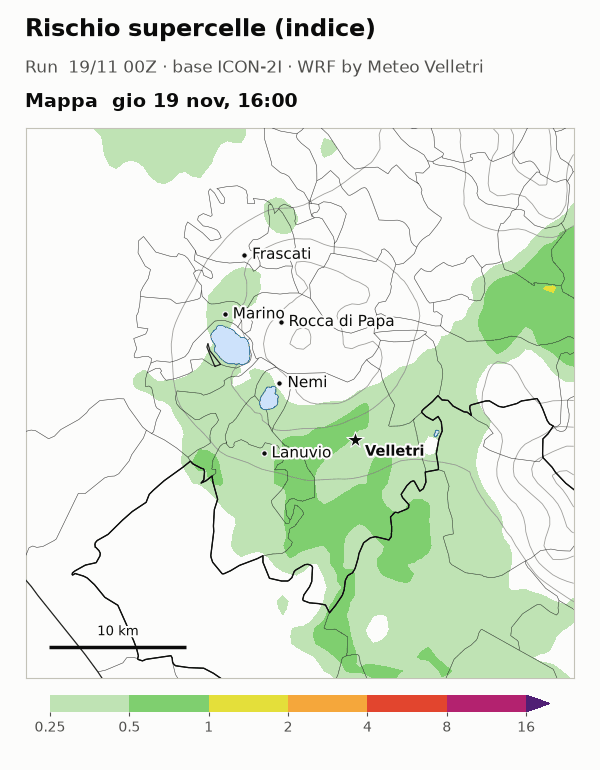 Rischio supercelle (indice)
Run  19/11 00Z · base ICON-2I · WRF by Meteo Velletri
Mappa  gio 19 nov, 16:00
Frascati
Marino
Rocca di Papa
Nemi
Velletri
Lanuvio
10 km
0.25 0.5 1 2 4 8 16